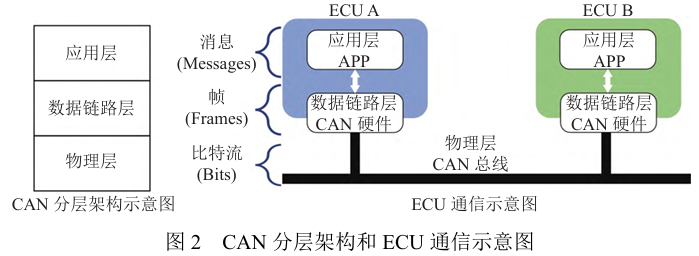 应用层
数据链路层
物理层
CAN 分层架构示意图
消息
(Messages)
帧
(Frames)
比特流
(Bits)
ECU A
应用层
APP
数据链路层
CAN 硬件
ECU B
应用层
APP
数据链路层
CAN 硬件
物理层
CAN 总线
ECU 通信示意图
图 2 CAN 分层架构和 ECU 通信示意图